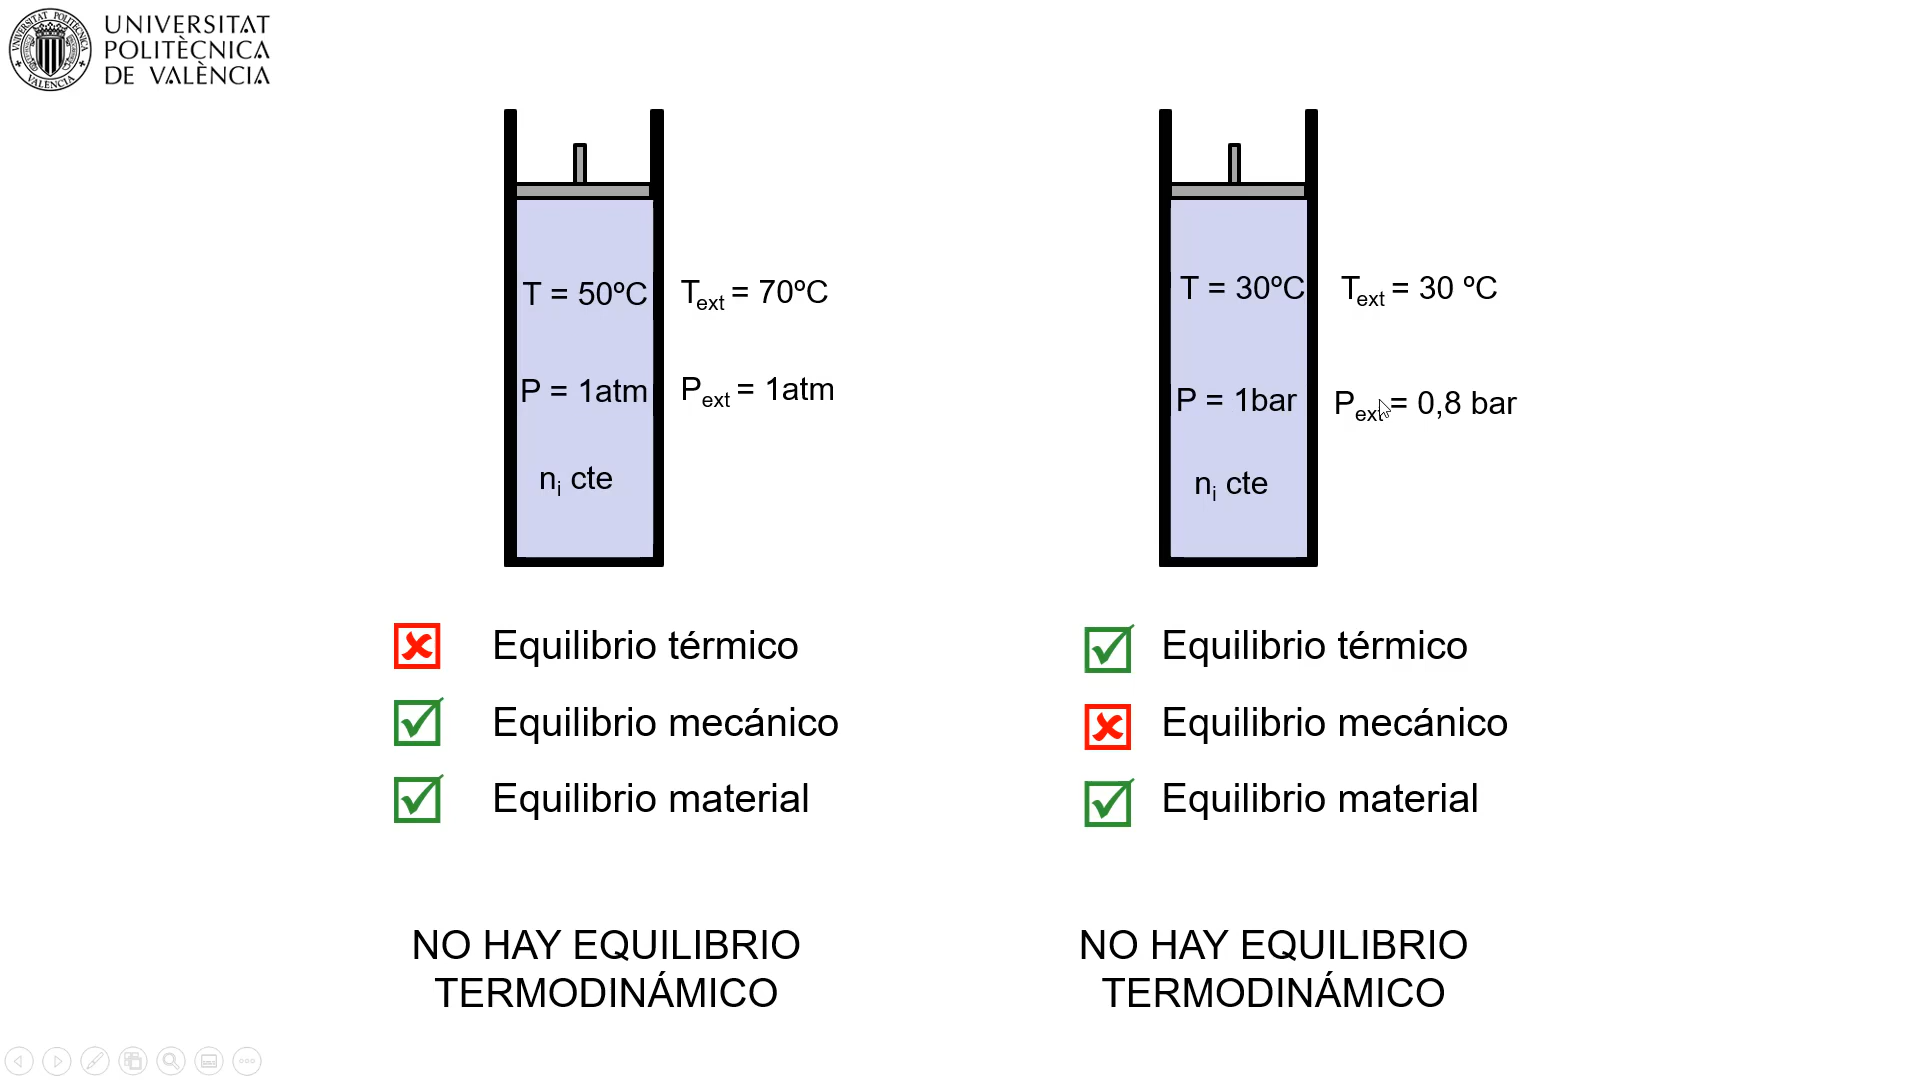 UNIVERSITAT
POLITÈCNICA
DE VALÈNCIA
T = 50ºC
Text = 70ºC
P = 1atm
Pext = 1atm
ni cte
T = 30ºC
Text = 30 ºC
P = 1bar
Pext = 0,8 bar
ni cte
Equilibrio térmico
Equilibrio mecánico
Equilibrio material
Equilibrio térmico
Equilibrio mecánico
Equilibrio material
NO HAY EQUILIBRIO
TERMODINÁMICO
NO HAY EQUILIBRIO
TERMODINÁMICO